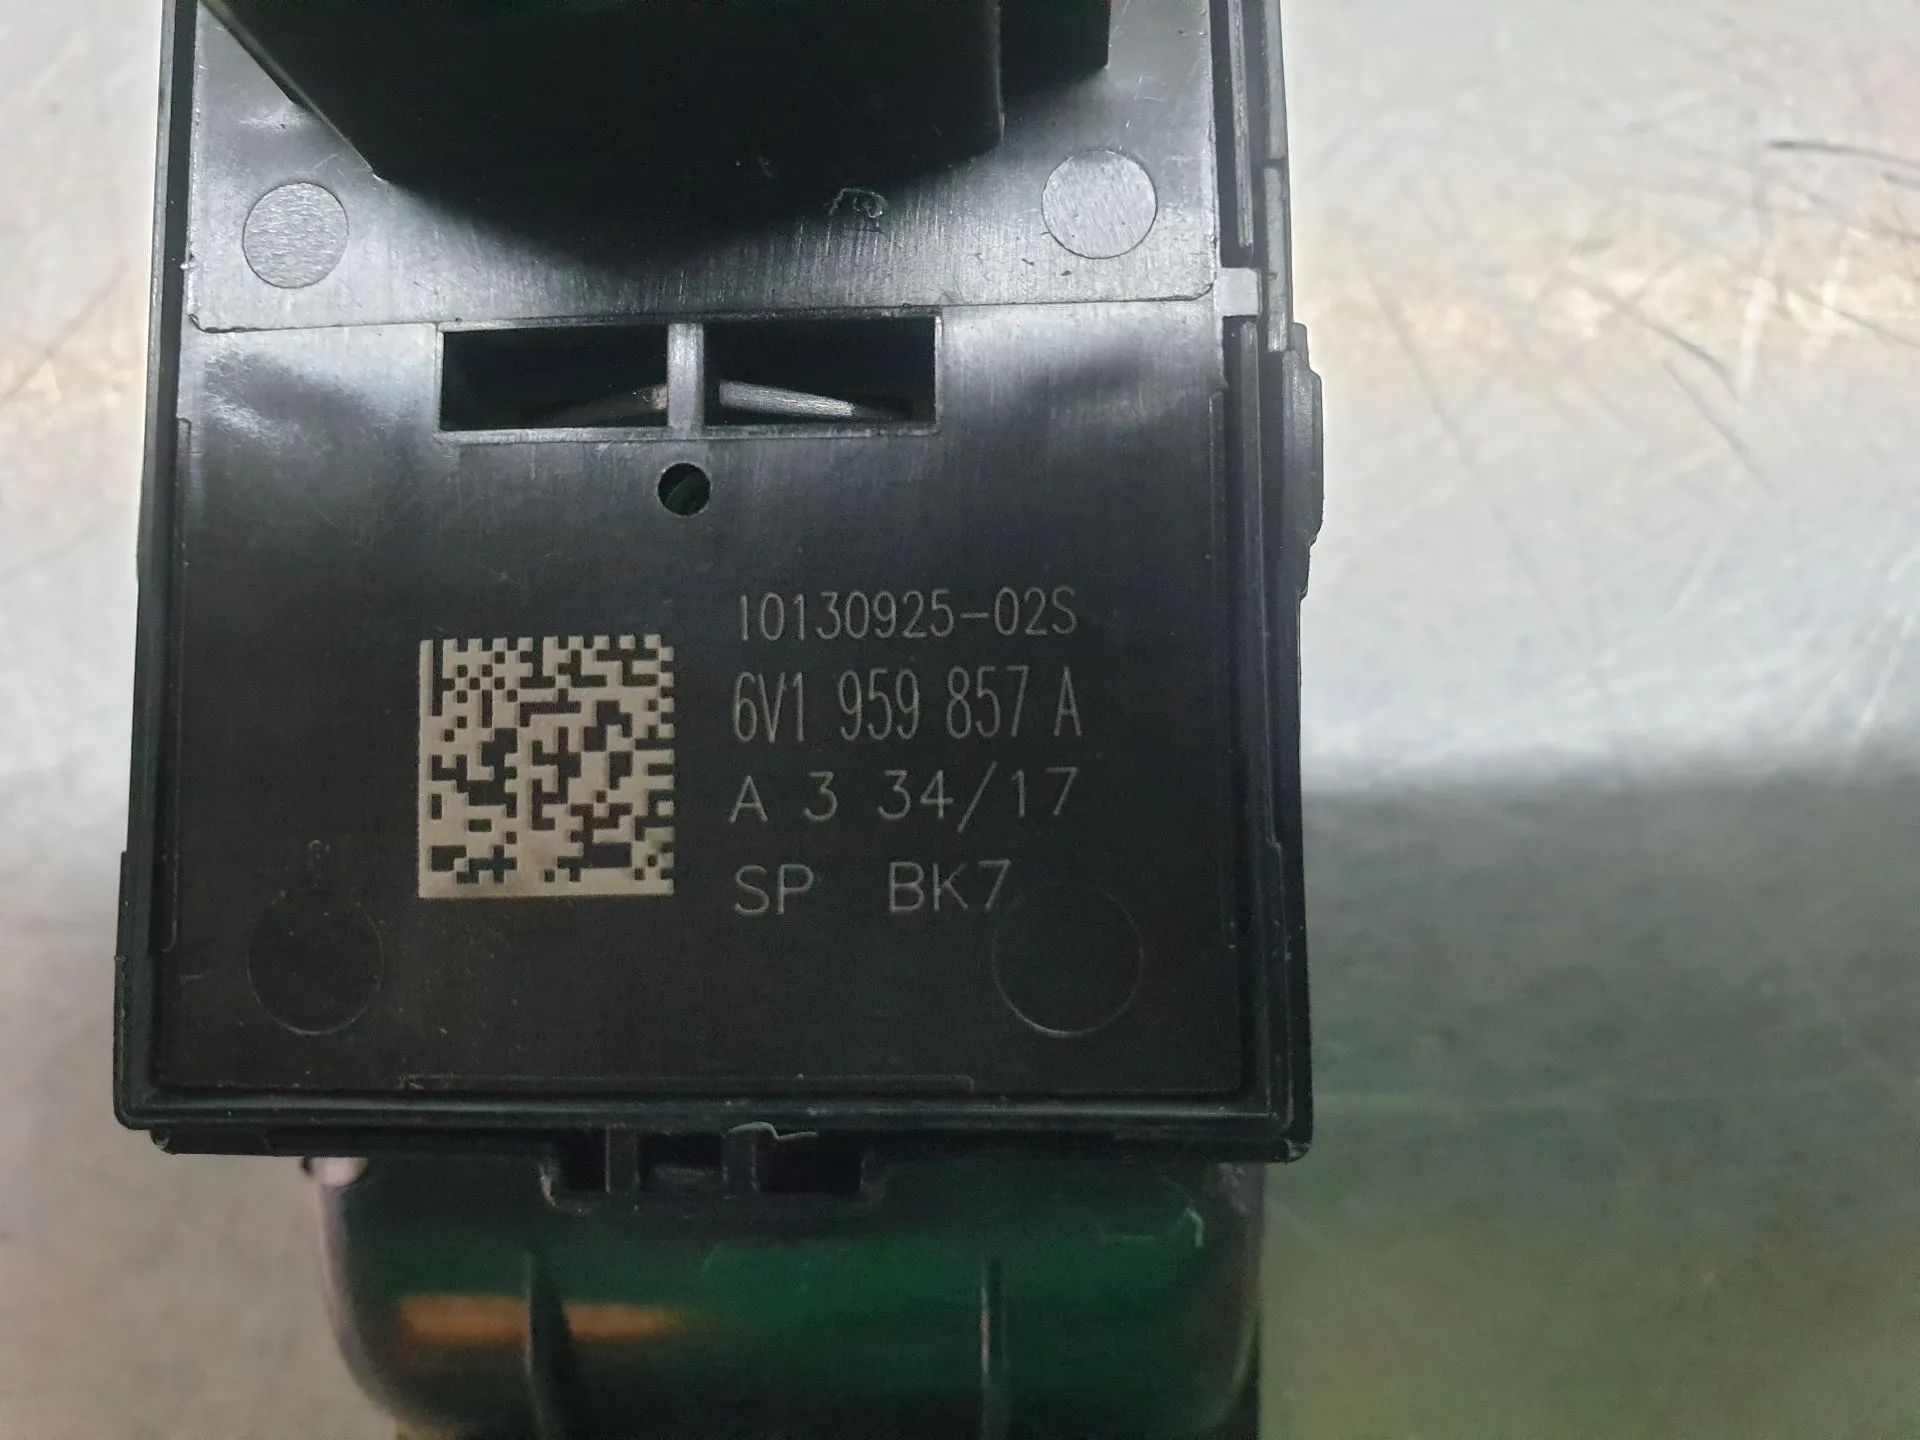 10130925-02S
6V1 959 857 A
A 3 34/17
SP BK7